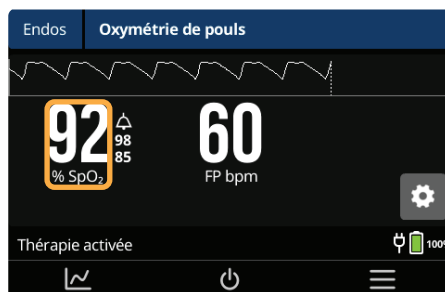 Endos Oxymétrie de pouls
92 98 60
85
% SpO₂ FP bpm
Thérapie activée 100%